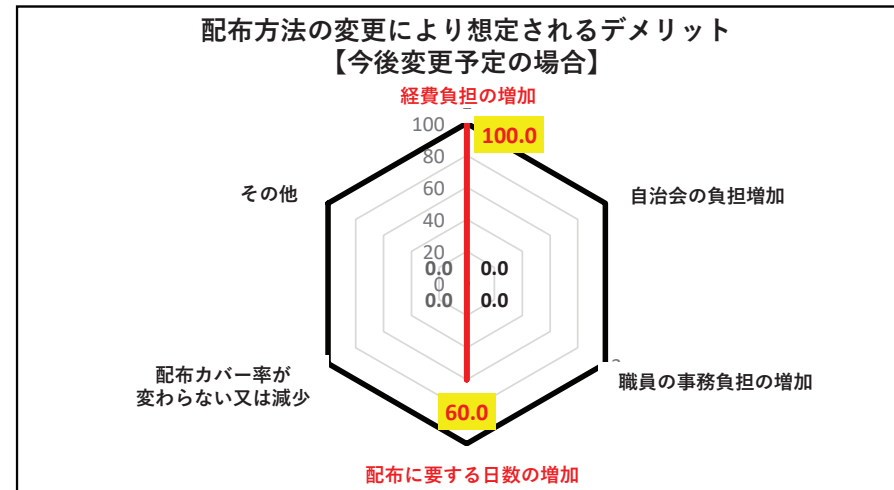 配布方法の変更により想定されるデメリット
【今後変更予定の場合】
経費負担の増加
100
100.0
80
その他
自治会の負担増加
60
40
20
0.0
0.0
0
0.0
0.0
配布カバー率が
変わらない又は減少
職員の事務負担の増加
60.0
配布に要する日数の増加